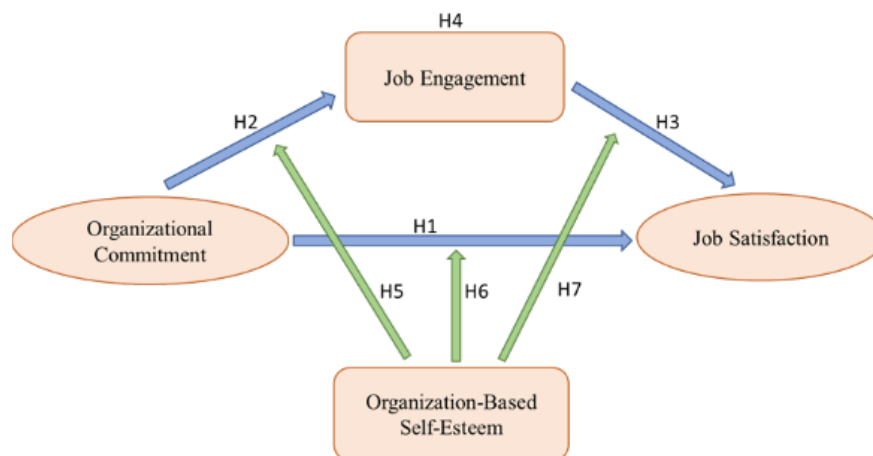 H4
Job Engagement
H2
H3
Organizational
Commitment
H1
Job Satisfaction
H5
H6
H7
Organization-Based
Self-Esteem